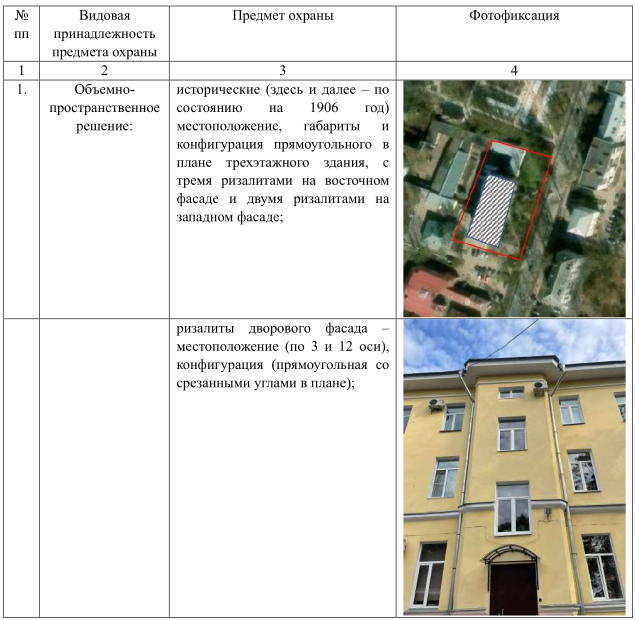 № пп
Видовая принадлежность предмета охраны
Предмет охраны
Фотофиксация
1
2
3
4
1.
Объемно-
пространственное
решение:
исторические (здесь и далее – по
состоянию на 1906 год)
местоположение, габариты и
конфигурация прямоугольного в
плане трехэтажного здания, с
тремя ризалитами на восточном
фасаде и двумя ризалитами на
западном фасаде;
ризалиты дворового фасада –
местоположение (по 3 и 12 оси),
конфигурация (прямоугольная со
срезанными углами в плане);